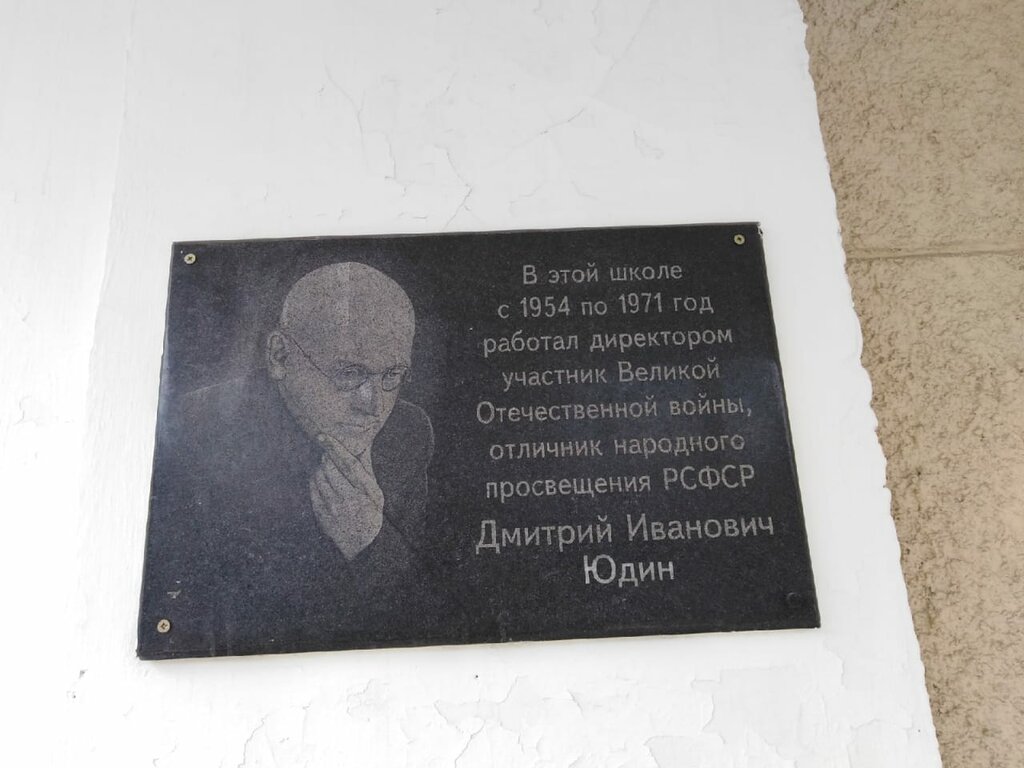 В этой школе
с 1954 по 1971 год
работал директором
участник Великой
Отечественной войны,
отличник народного
просвещения РСФСР
Дмитрий Иванович
Юдин